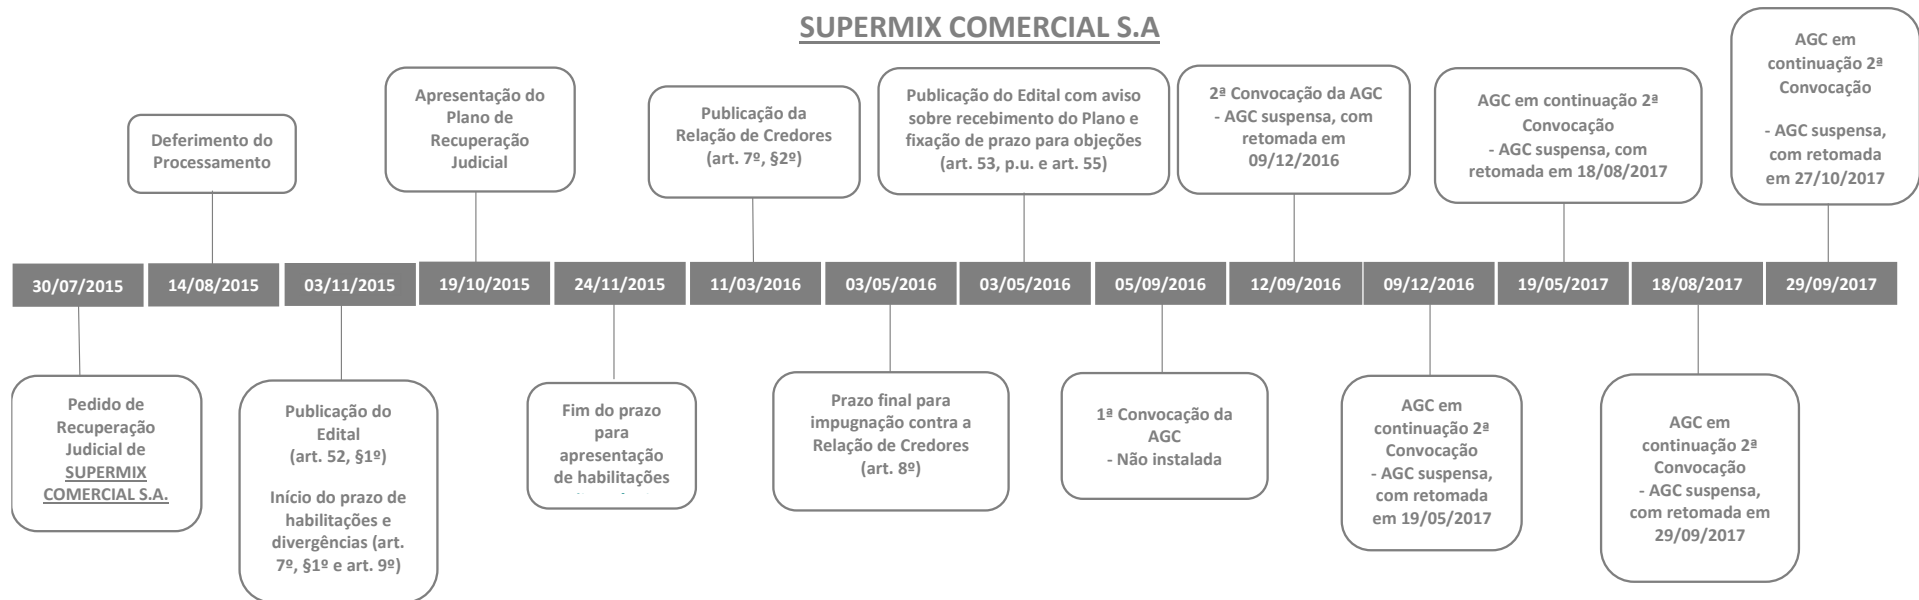 SUPERMIX COMERCIAL S.A
Deferimento do
Processamento
Apresentação do
Plano de
Recuperação
Judicial
Publicação da
Relação de Credores
(art. 7º, §2º)
Publicação do Edital com aviso
sobre recebimento do Plano e
fixação de prazo para objeções
(art. 53, p.u. e art. 55)
2ª Convocação da AGC
- AGC suspensa, com
retomada em
09/12/2016
AGC em continuação 2ª
Convocação
- AGC suspensa, com
retomada em 18/08/2017
AGC em
continuação 2ª
Convocação
- AGC suspensa,
com retomada
em 27/10/2017
30/07/2015
14/08/2015
03/11/2015
19/10/2015
24/11/2015
11/03/2016
03/05/2016
03/05/2016
05/09/2016
12/09/2016
09/12/2016
19/05/2017
18/08/2017
29/09/2017
Pedido de
Recuperação
Judicial de
SUPERMIX
COMERCIAL S.A.
Publicação do
Edital
(art. 52, §1º)
Início do prazo de
habilitações e
divergências (art.
7º, §1º e art. 9º)
Fim do prazo
para
apresentação
de habilitações
Prazo final para
impugnação contra a
Relação de Credores
(art. 8º)
1ª Convocação da
AGC
- Não instalada
AGC em
continuação 2ª
Convocação
- AGC suspensa,
com retomada
em 19/05/2017
AGC em
continuação 2ª
Convocação
- AGC suspensa,
com retomada em
29/09/2017